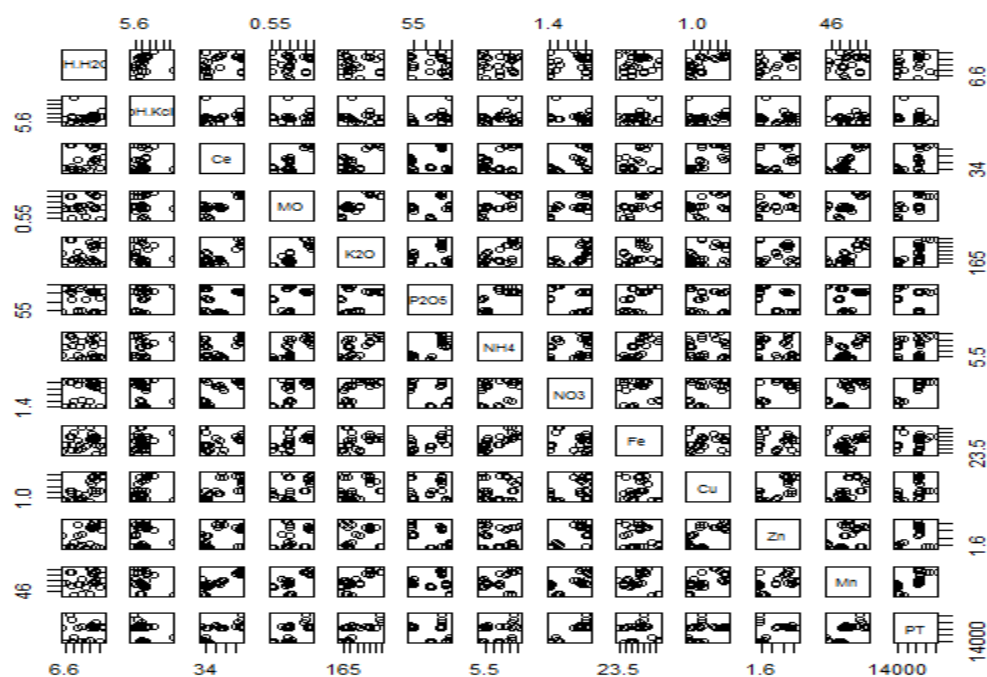 5.6 0.55 55 1.4 1.0 46
H.H2O 6.6
5.6 pH.Kcl
Ce 34
0.55 MO
K2O 165
55 P2O5
NH4 5.5
1.4 NO3
Fe 23.5
1.0 Cu
Zn 1.6
46 Mn
PT 14000
6.6 34 165 5.5 23.5 1.6 14000